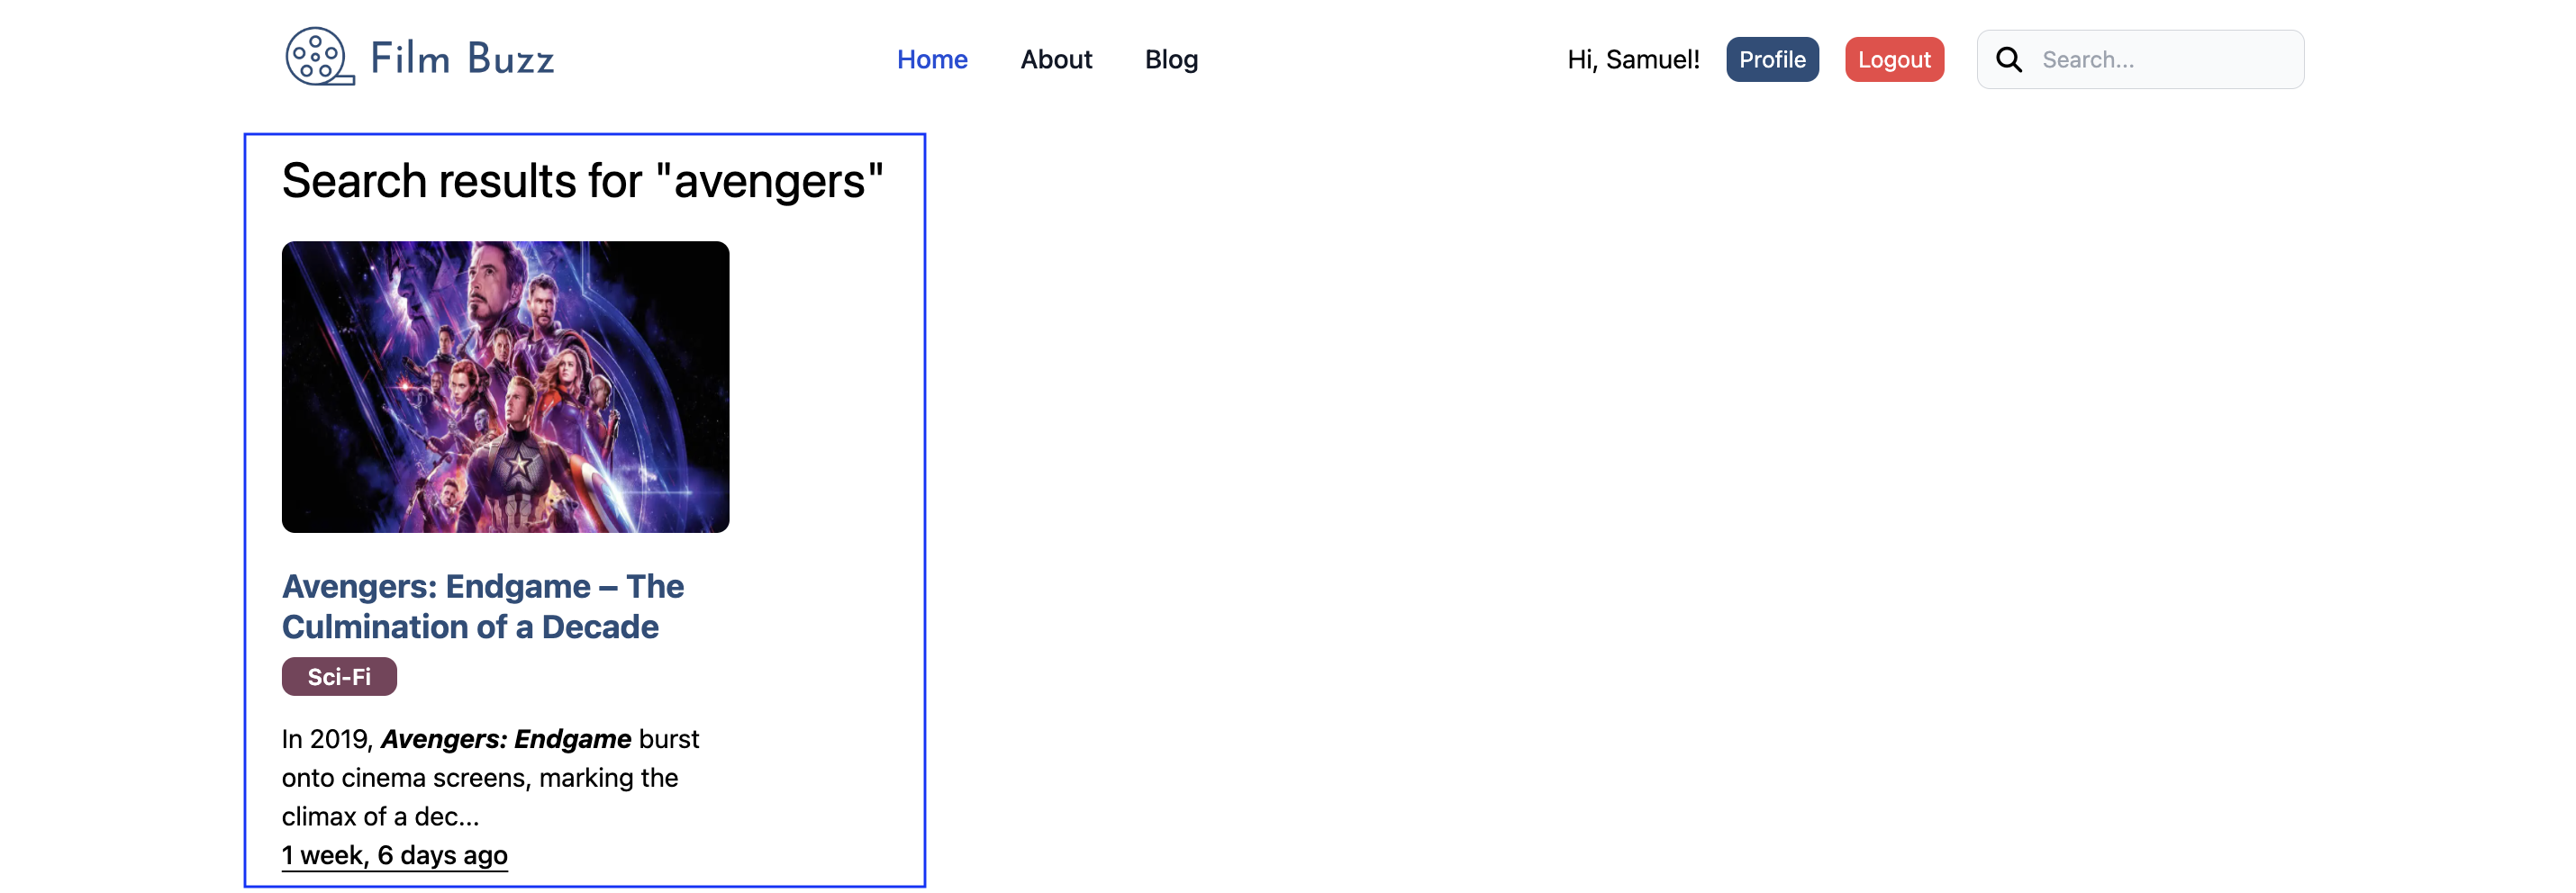 Film Buzz
Home About Blog
Hi, Samuel! Profile Logout Search...
Search results for "avengers"
Avengers: Endgame – The
Culmination of a Decade
Sci-Fi
In 2019, Avengers: Endgame burst
onto cinema screens, marking the
climax of a dec...
1 week, 6 days ago